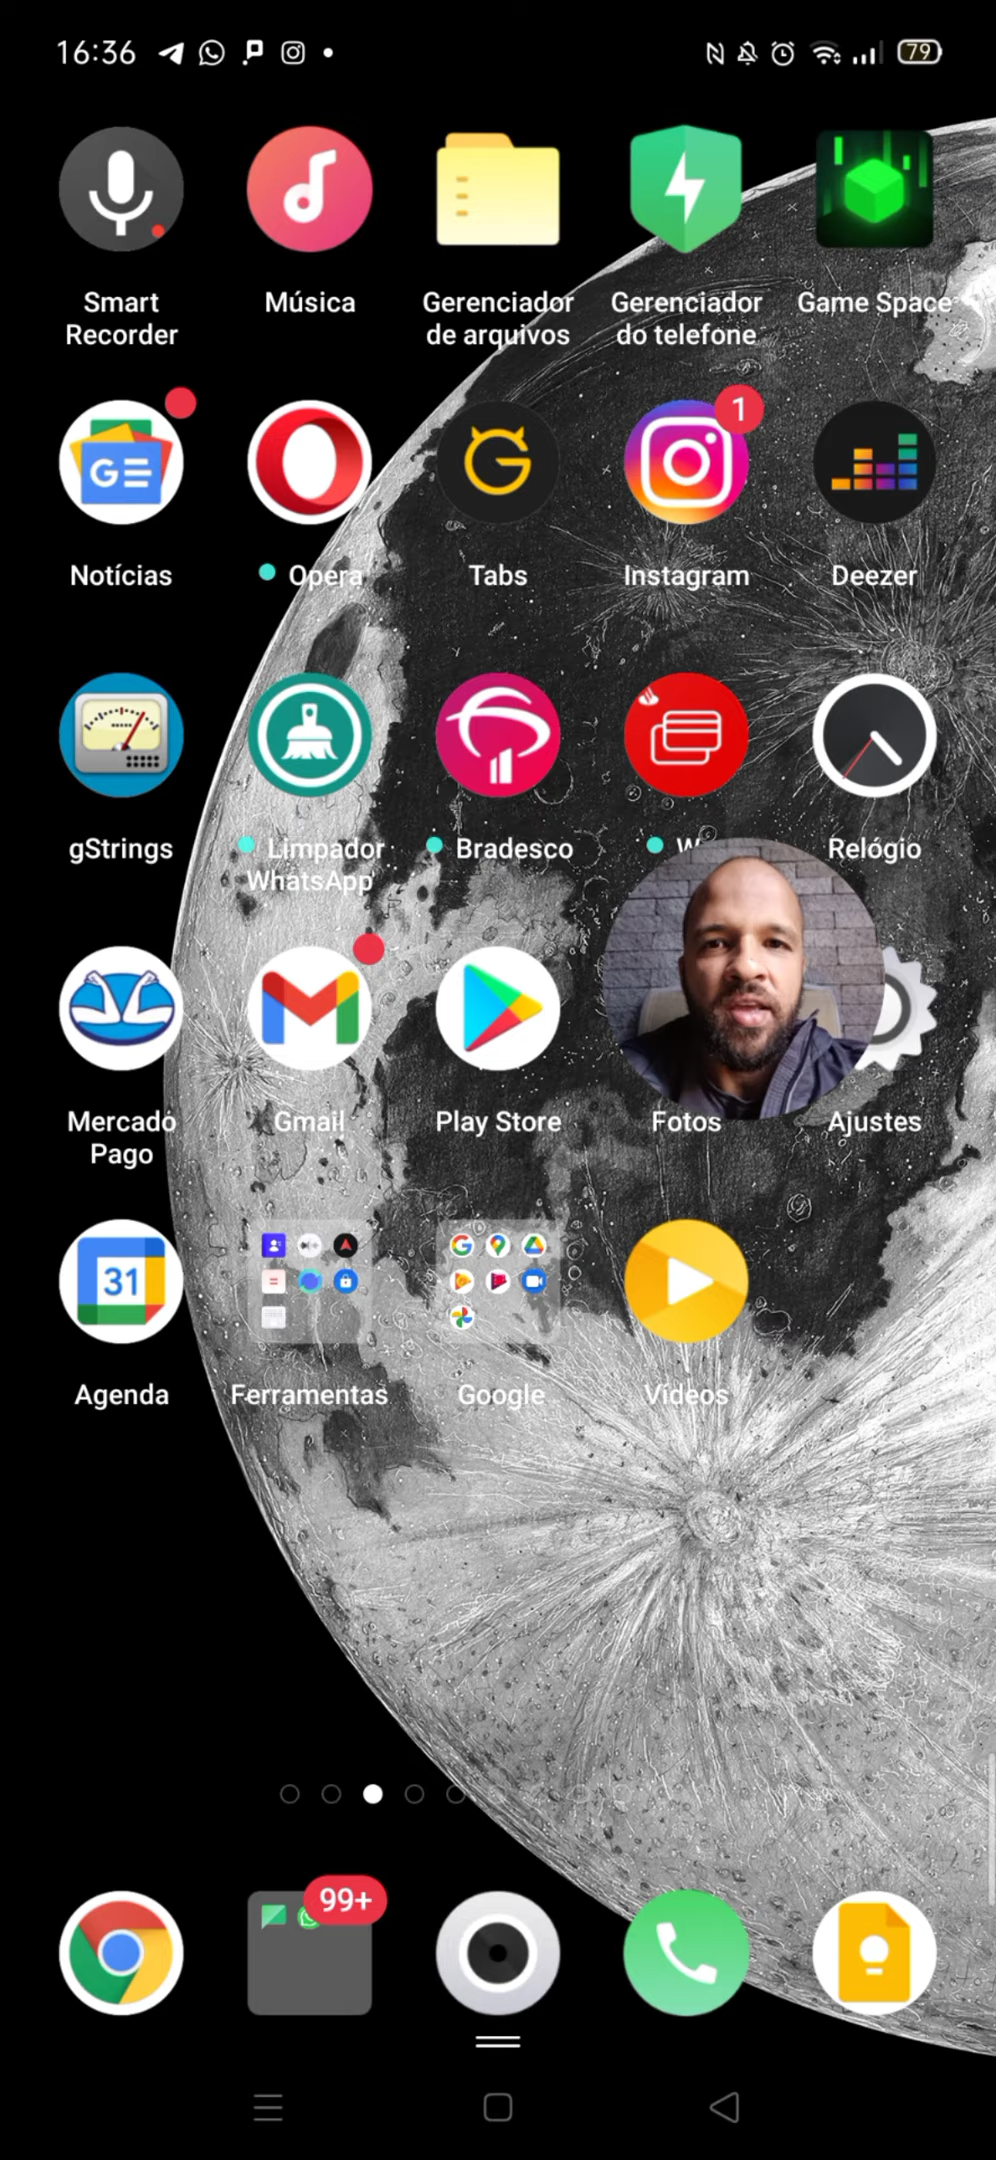 16:36
79
Smart
Recorder
Música
Gerenciador
de arquivos
Gerenciador
do telefone
Game Space
1
Notícias
Opera
Tabs
Instagram
Deezer
gStrings
Limpador
WhatsApp
Bradesco
Relógio
Mercado
Pago
Gmail
Play Store
Fotos
Ajustes
31
Agenda
Ferramentas
Google
Vídeos
99+